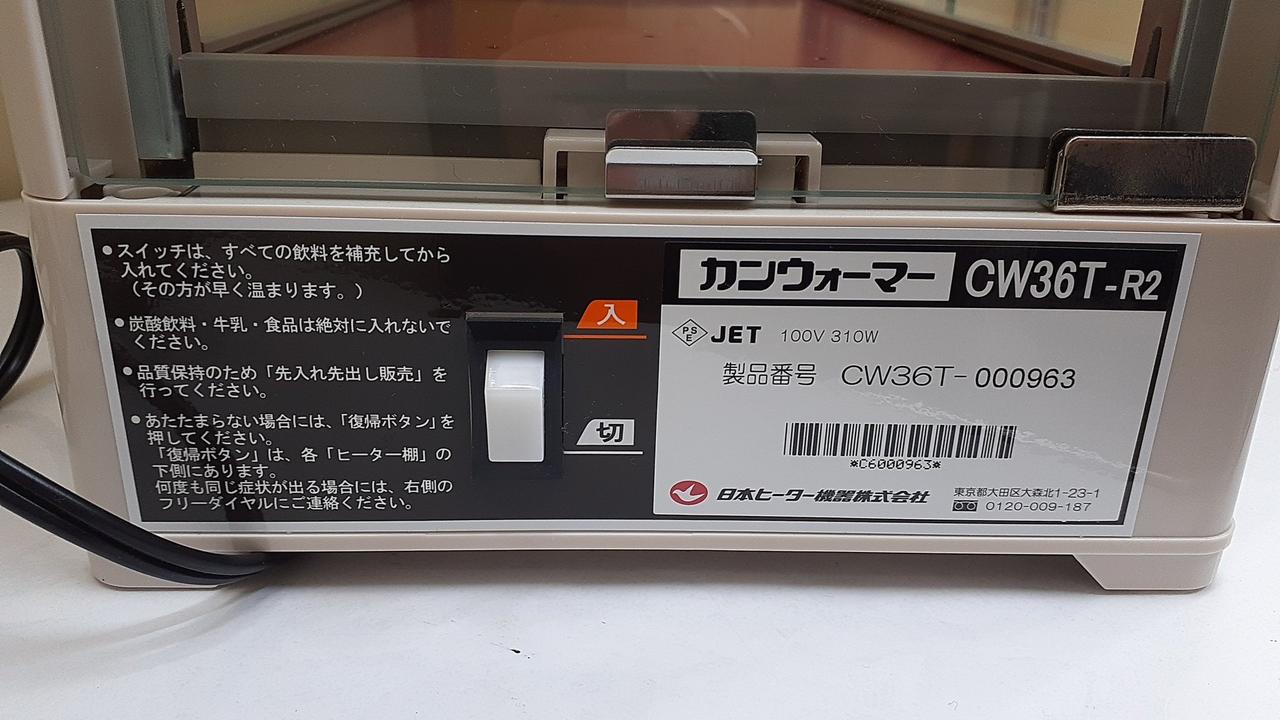 ●スイッチは、すべての飲料を補充してから
入れてください。
（その方が早く温まります。）
●炭酸飲料・牛乳・食品は絶対に入れないで
ください。
●品質保持のため「先入れ先出し販売」を
行ってください。
●あたたまらない場合には、「復帰ボタン」を
押してください。
「復帰ボタン」は、各「ヒーター棚」の
下側にあります。
何度も同じ症状が出る場合には、右側の
フリーダイヤルにご連絡ください。
入
切
カンウォーマー CW36T-R2
PSE JET 100V 310W
製品番号 CW36T-000963
*C6000963*
日本ヒーター機器株式会社
東京都大田区大森北1-23-1
0120-009-187